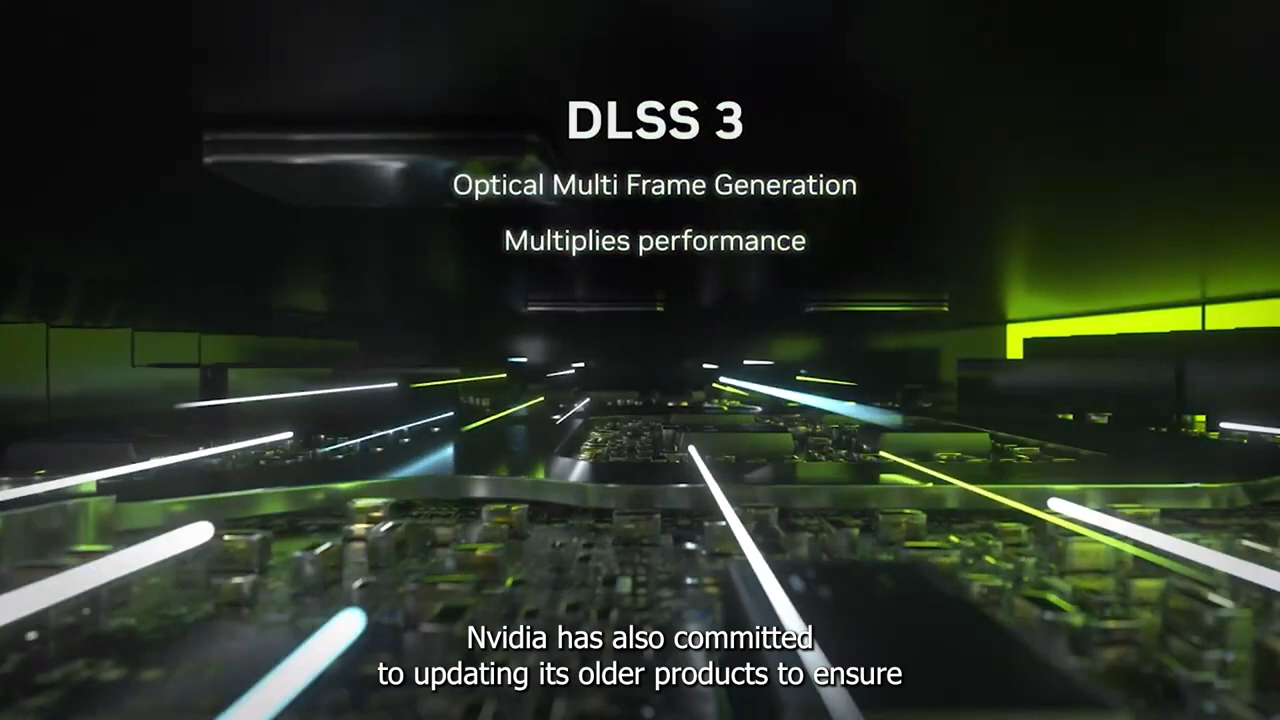 DLSS 3
Optical Multi Frame Generation
Multiplies performance
Nvidia has also committed
to updating its older products to ensure